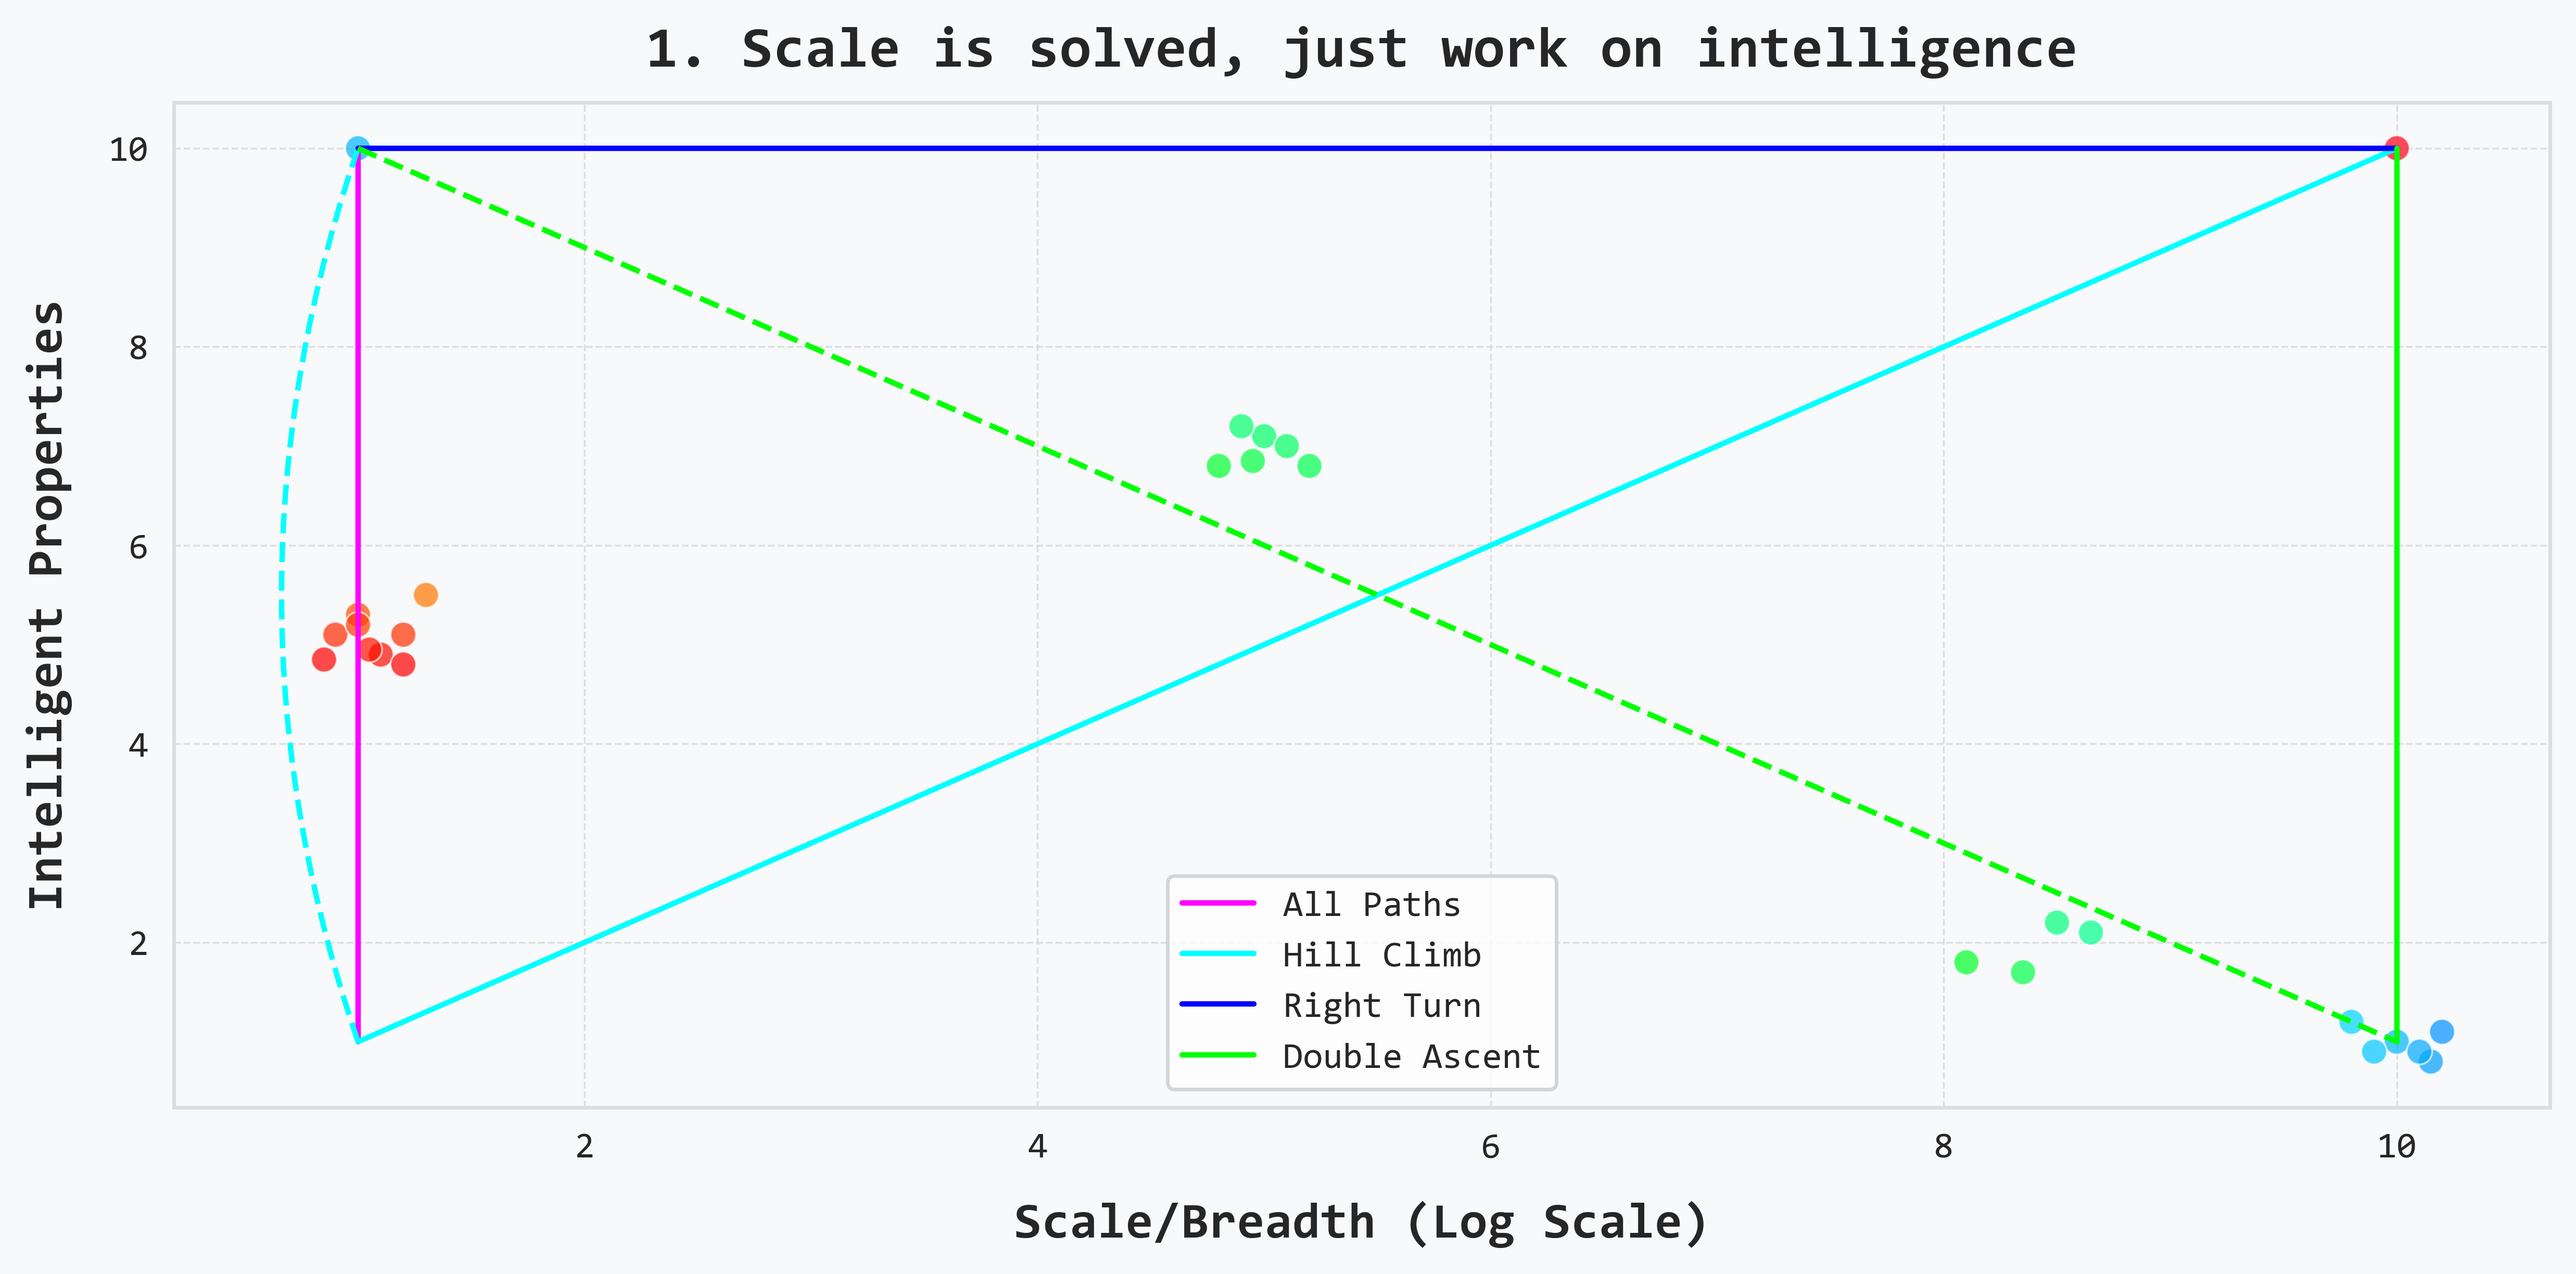 1. Scale is solved, just work on intelligence
Intelligent Properties
10
8
6
4
2
All Paths
Hill Climb
Right Turn
Double Ascent
2 4 6 8 10
Scale/Breadth (Log Scale)